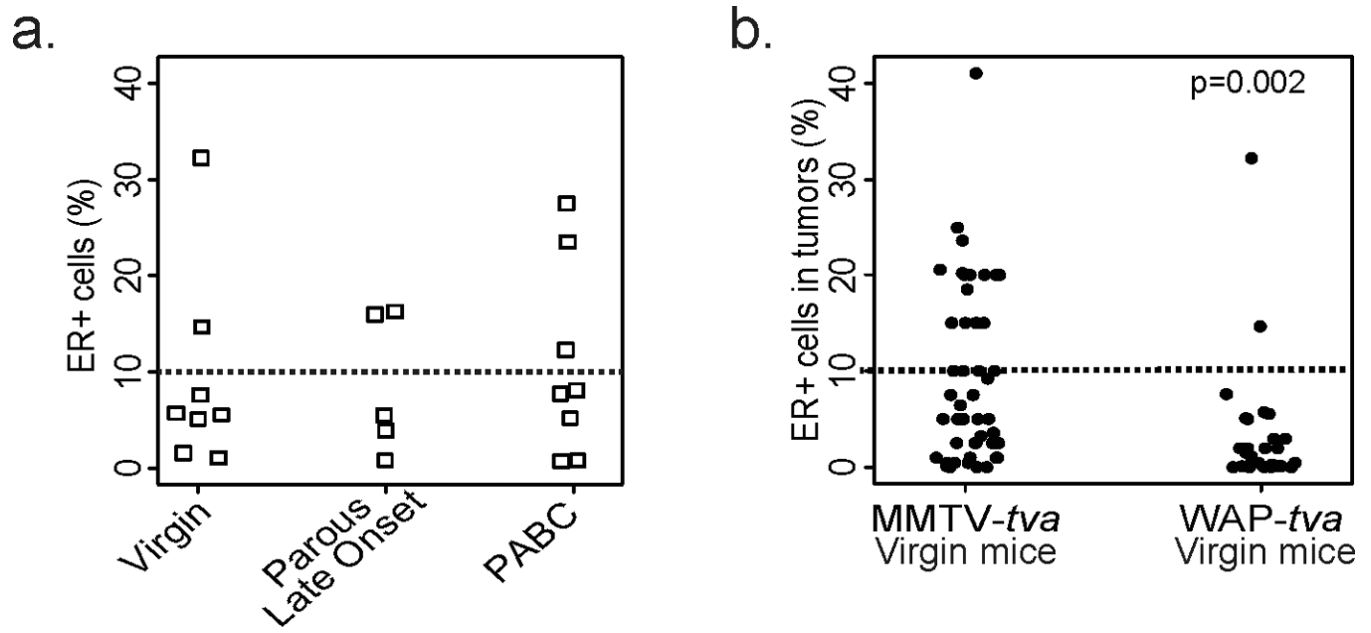 a.
ER+ cells (%)
40
30
20
10
0
Virgin
Parous
Late Onset
PABC
b.
ER+ cells in tumors (%)
40
30
20
10
0
p=0.002
MMTV-tva
Virgin mice
WAP-tva
Virgin mice